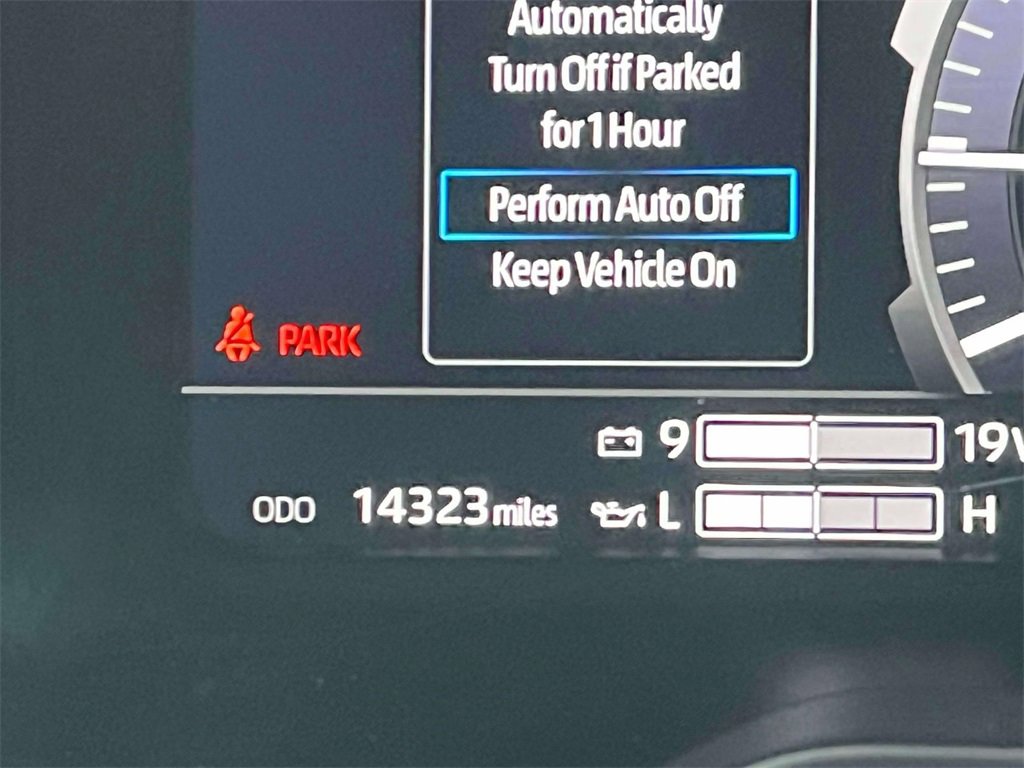 Automatically
Turn Off if Parked
for 1 Hour
Perform Auto Off
Keep Vehicle On
PARK
9 19V
ODO 14323 miles L H